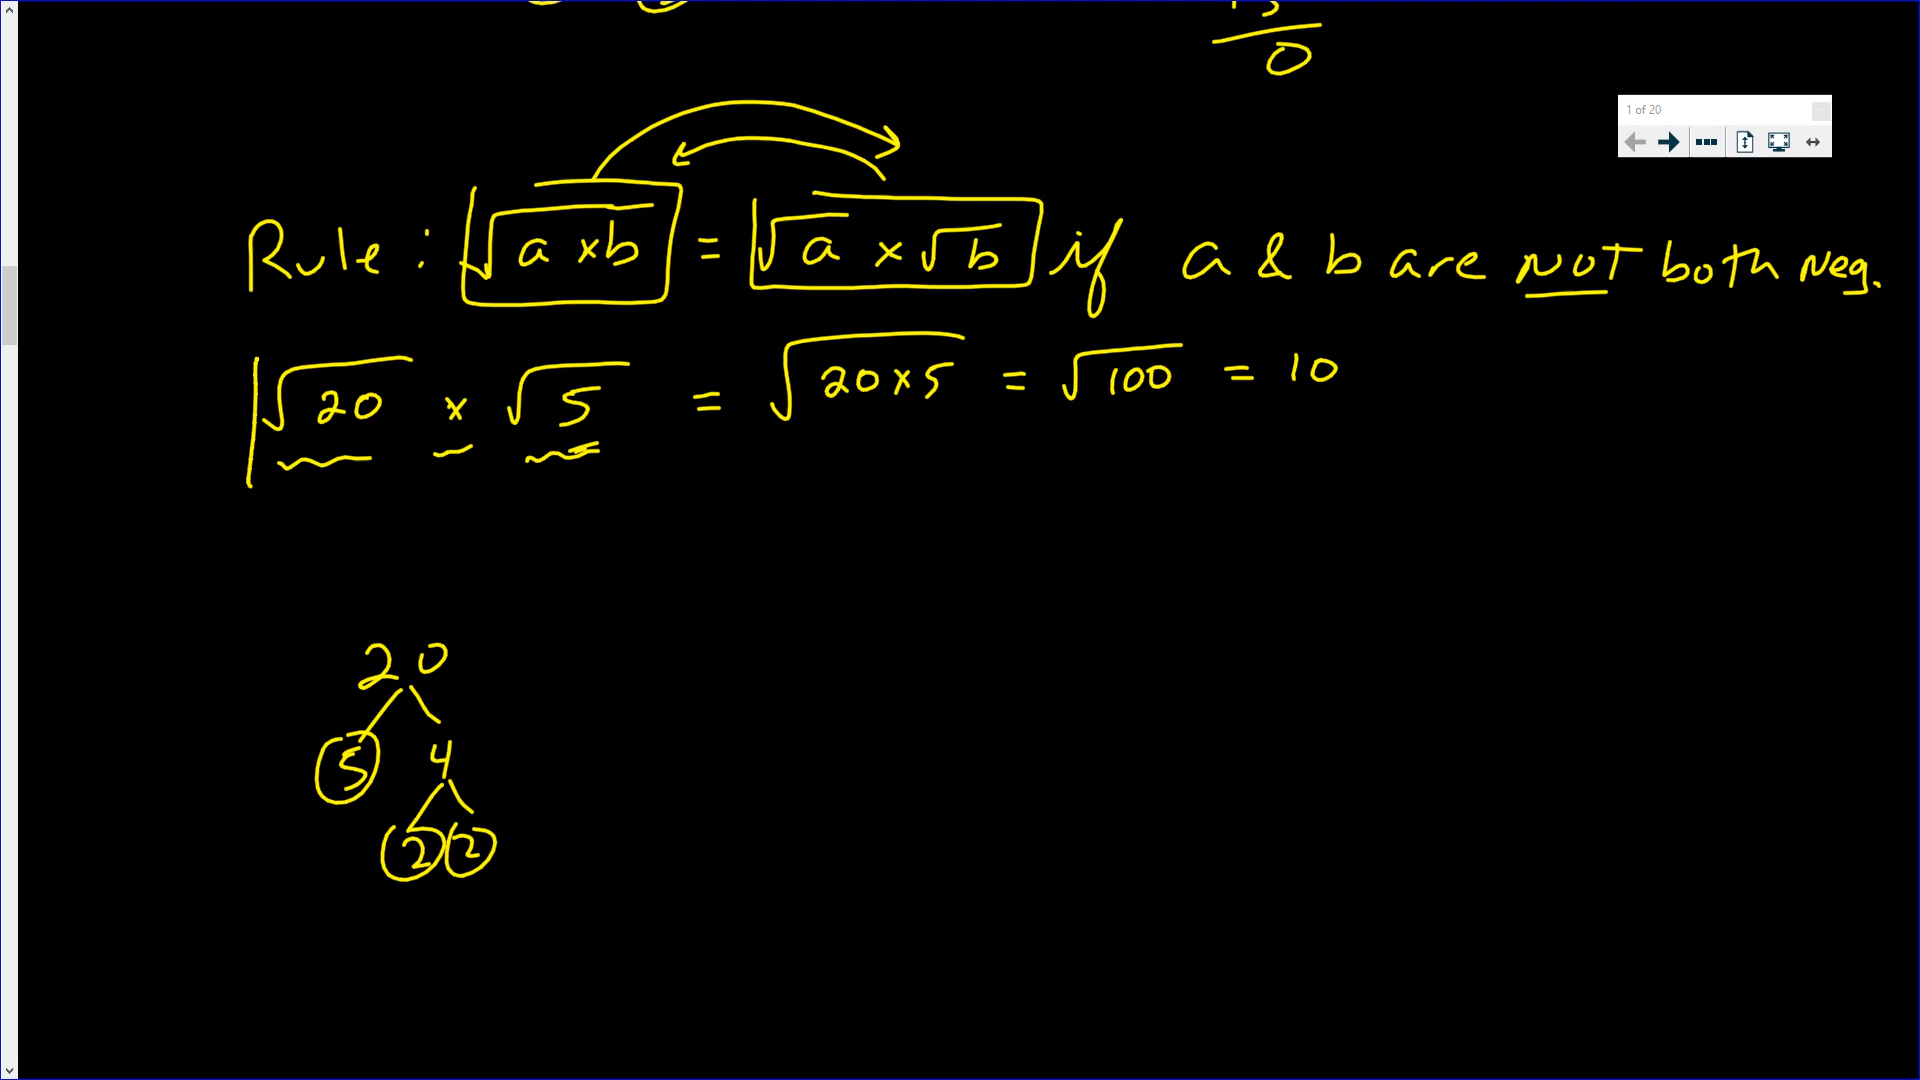 0
1 of 20
Rule: √(a×b) = √a × √b if a & b are NOT both Neg.
√20 × √5 = √(20×5) = √100 = 10
20
5 4
2 2